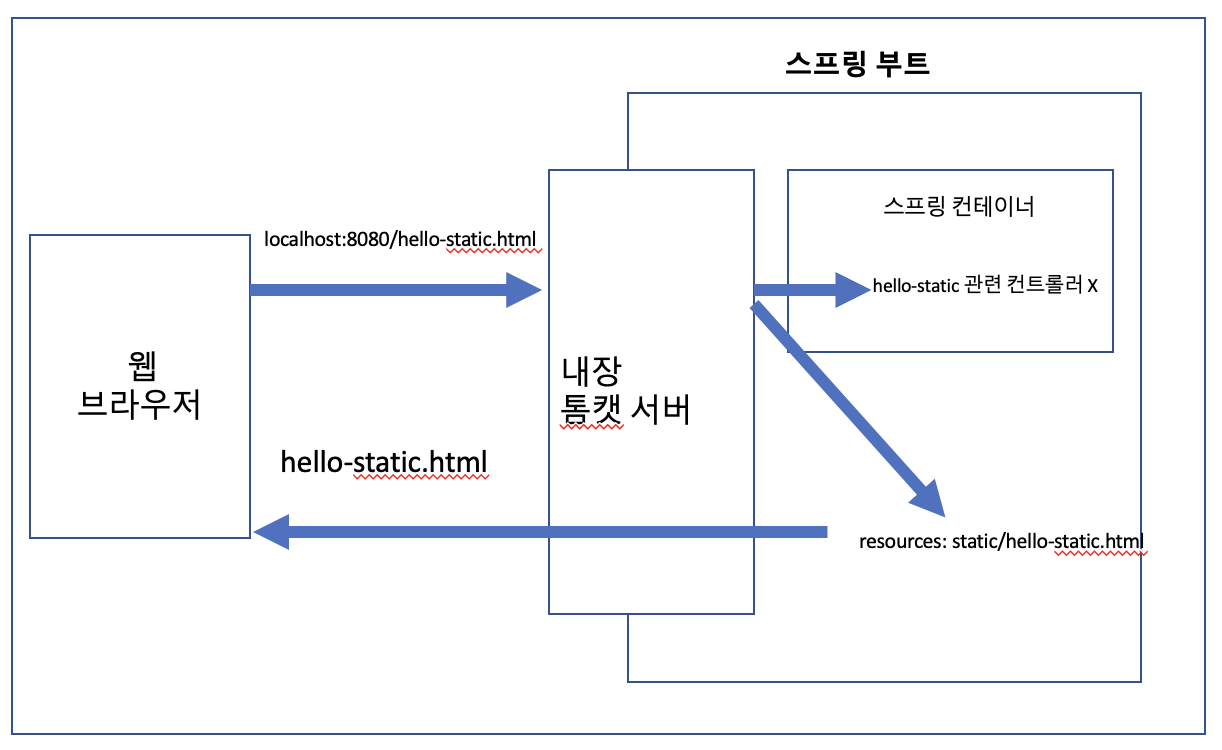 스프링 부트
스프링 컨테이너
localhost:8080/hello-static.html
hello-static 관련 컨트롤러 X
웹
브라우저
내장
톰캣 서버
hello-static.html
resources: static/hello-static.html